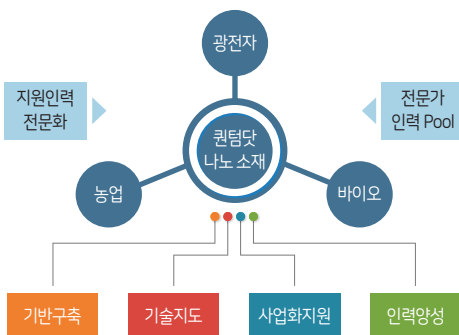 광전자
지원인력
전문화
전문가
인력 Pool
퀀텀닷
나노 소재
농업
바이오
기반구축
기술지도
사업화지원
인력양성